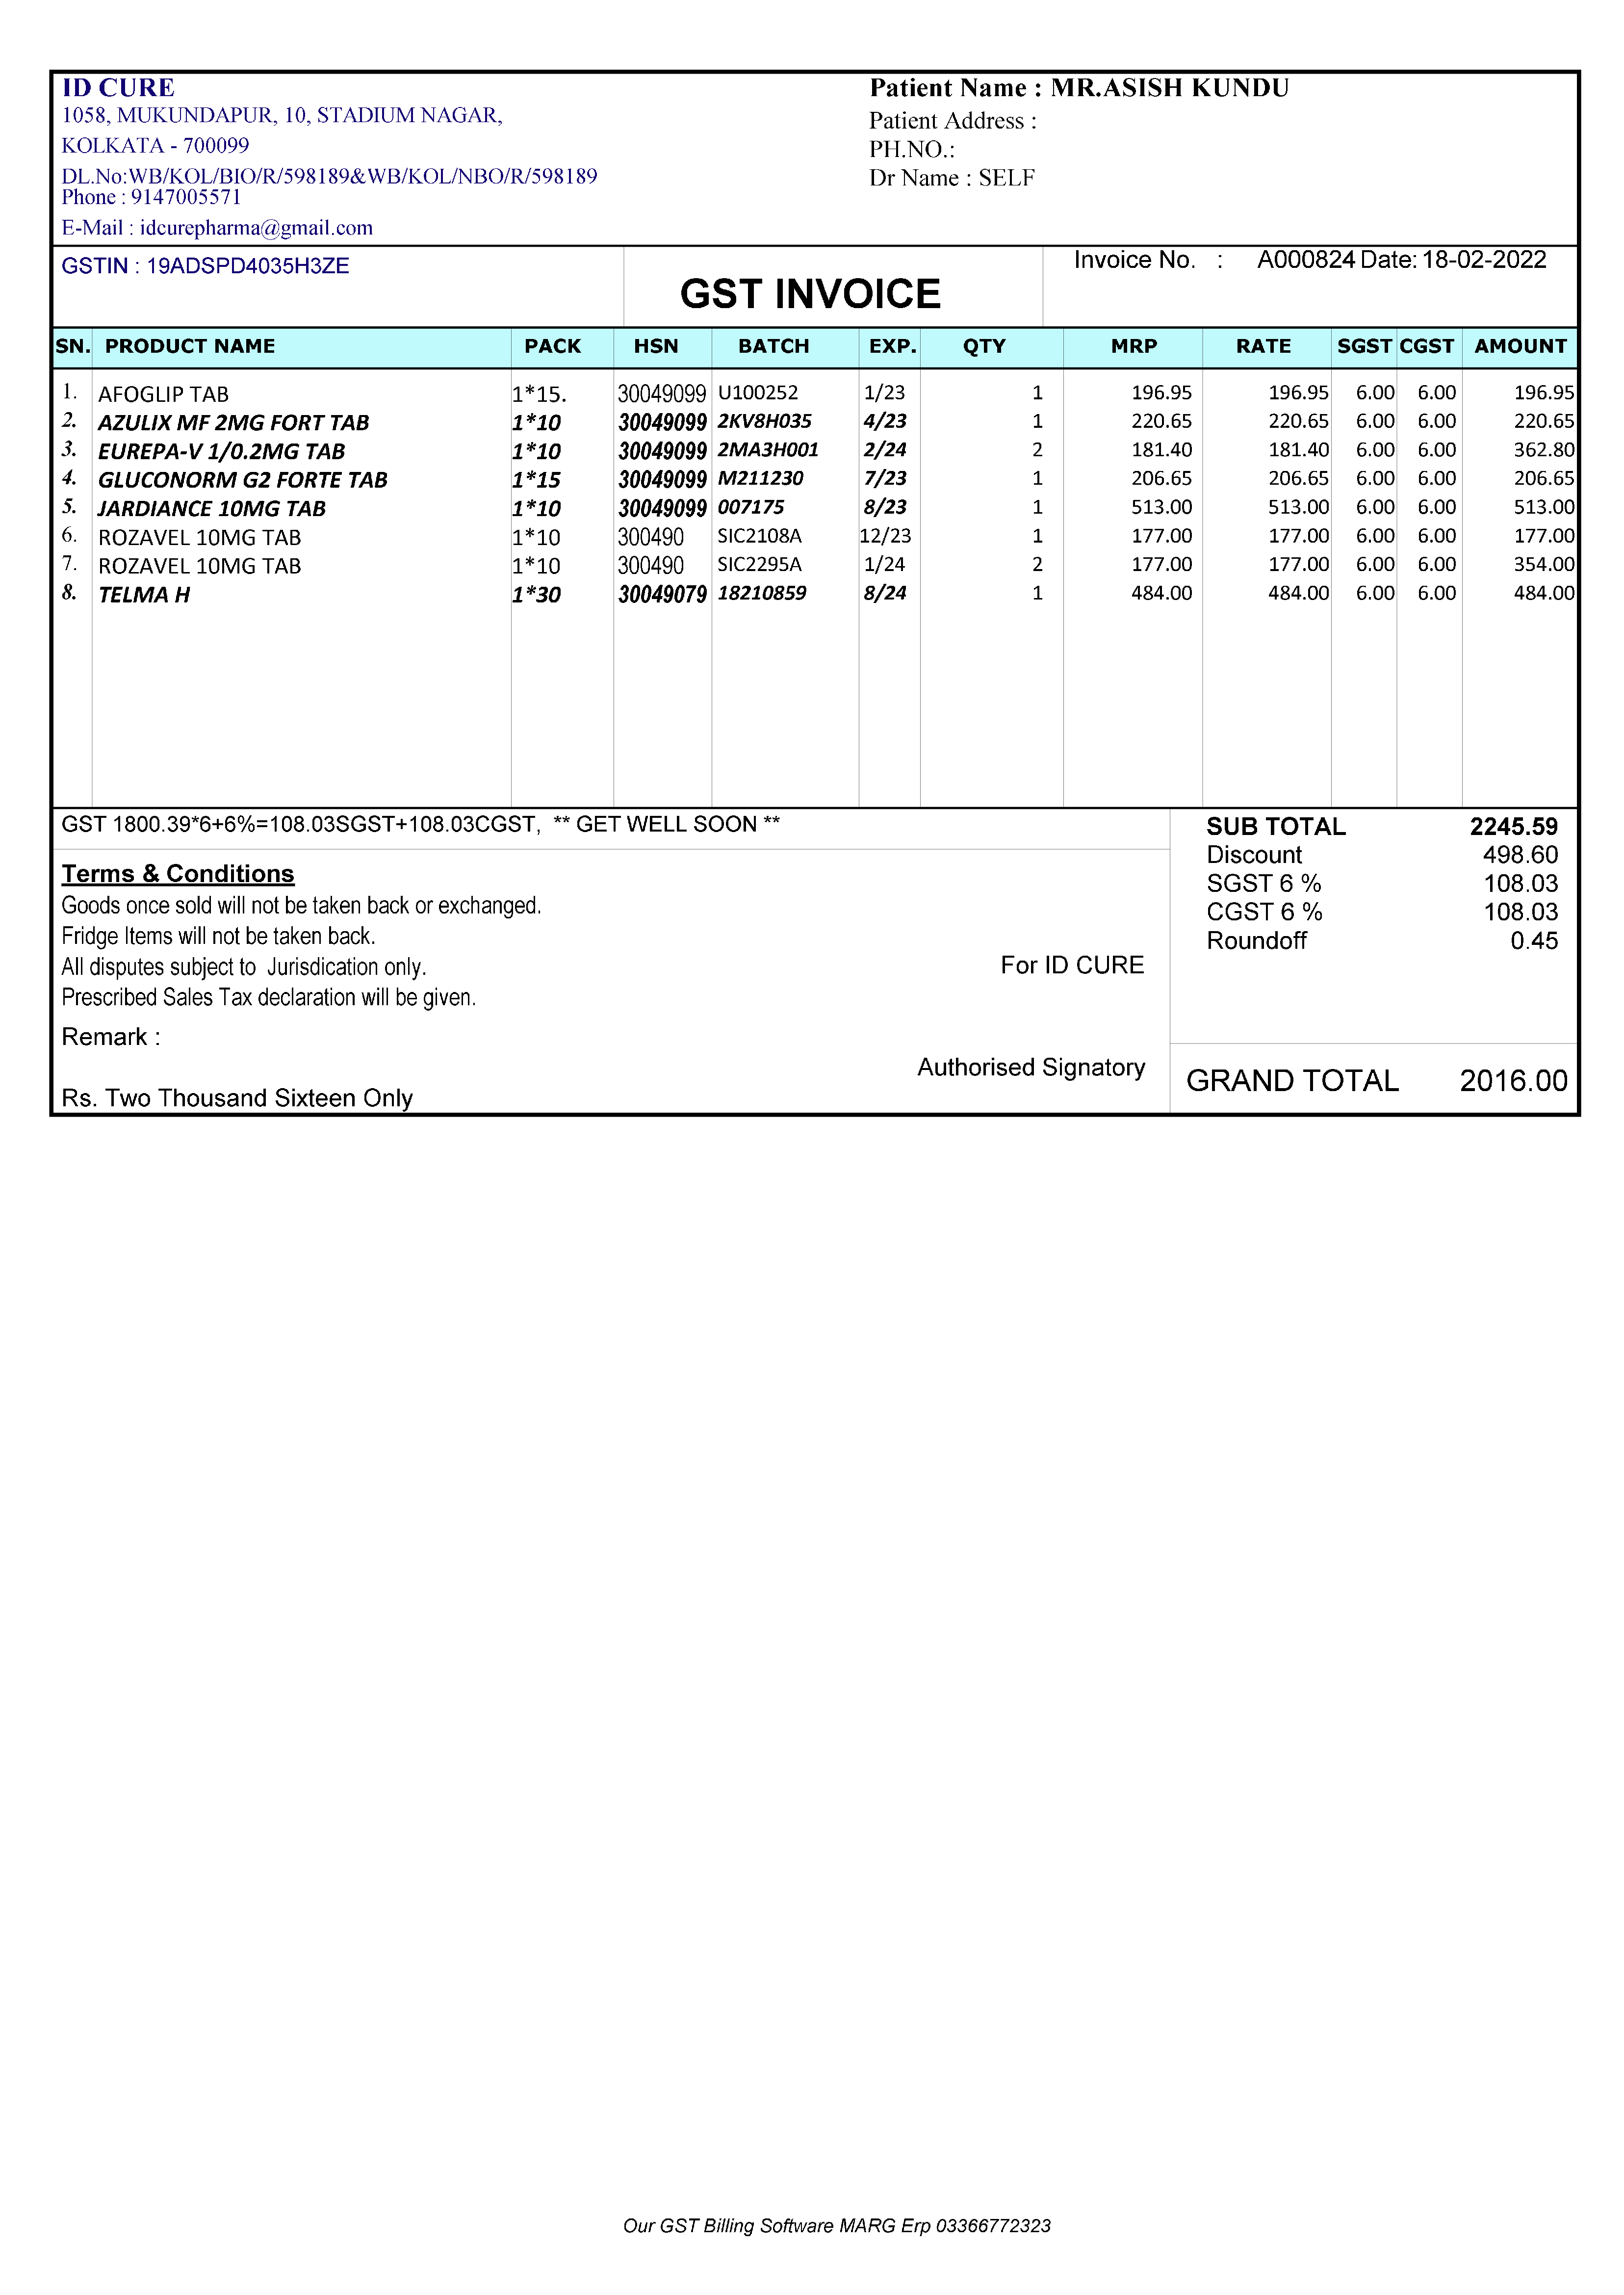 ID CURE
1058, MUKUNDAPUR, 10, STADIUM NAGAR,
KOLKATA - 700099
DL.No:WB/KOL/BIO/R/598189&WB/KOL/NBO/R/598189
Phone : 9147005571
E-Mail : idcurepharma@gmail.com
Patient Name : MR.ASISH KUNDU
Patient Address :
PH.NO.:
Dr Name : SELF
GSTIN : 19ADSPD4035H3ZE
GST INVOICE
Invoice No. : A000824 Date: 18-02-2022
SN. PRODUCT NAME PACK HSN BATCH EXP. QTY MRP RATE SGST CGST AMOUNT
1. AFOGLIP TAB 1*15. 30049099 U100252 1/23 1 196.95 196.95 6.00 6.00 196.95
2. AZULIX MF 2MG FORT TAB 1*10 30049099 2KV8H035 4/23 1 220.65 220.65 6.00 6.00 220.65
3. EUREPA-V 1/0.2MG TAB 1*10 30049099 2MA3H001 2/24 2 181.40 181.40 6.00 6.00 362.80
4. GLUCONORM G2 FORTE TAB 1*15 30049099 M211230 7/23 1 206.65 206.65 6.00 6.00 206.65
5. JARDIANCE 10MG TAB 1*10 30049099 007175 8/23 1 513.00 513.00 6.00 6.00 513.00
6. ROZAVEL 10MG TAB 1*10 300490 SIC2108A 12/23 1 177.00 177.00 6.00 6.00 177.00
7. ROZAVEL 10MG TAB 1*10 300490 SIC2295A 1/24 2 177.00 177.00 6.00 6.00 354.00
8. TELMA H 1*30 30049079 18210859 8/24 1 484.00 484.00 6.00 6.00 484.00
GST 1800.39*6+6%=108.03SGST+108.03CGST, ** GET WELL SOON **
Terms & Conditions
Goods once sold will not be taken back or exchanged.
Fridge Items will not be taken back.
All disputes subject to Jurisdication only.
Prescribed Sales Tax declaration will be given.
Remark :
Rs. Two Thousand Sixteen Only
For ID CURE
Authorised Signatory
SUB TOTAL 2245.59
Discount 498.60
SGST 6 % 108.03
CGST 6 % 108.03
Roundoff 0.45
GRAND TOTAL 2016.00
Our GST Billing Software MARG Erp 03366772323